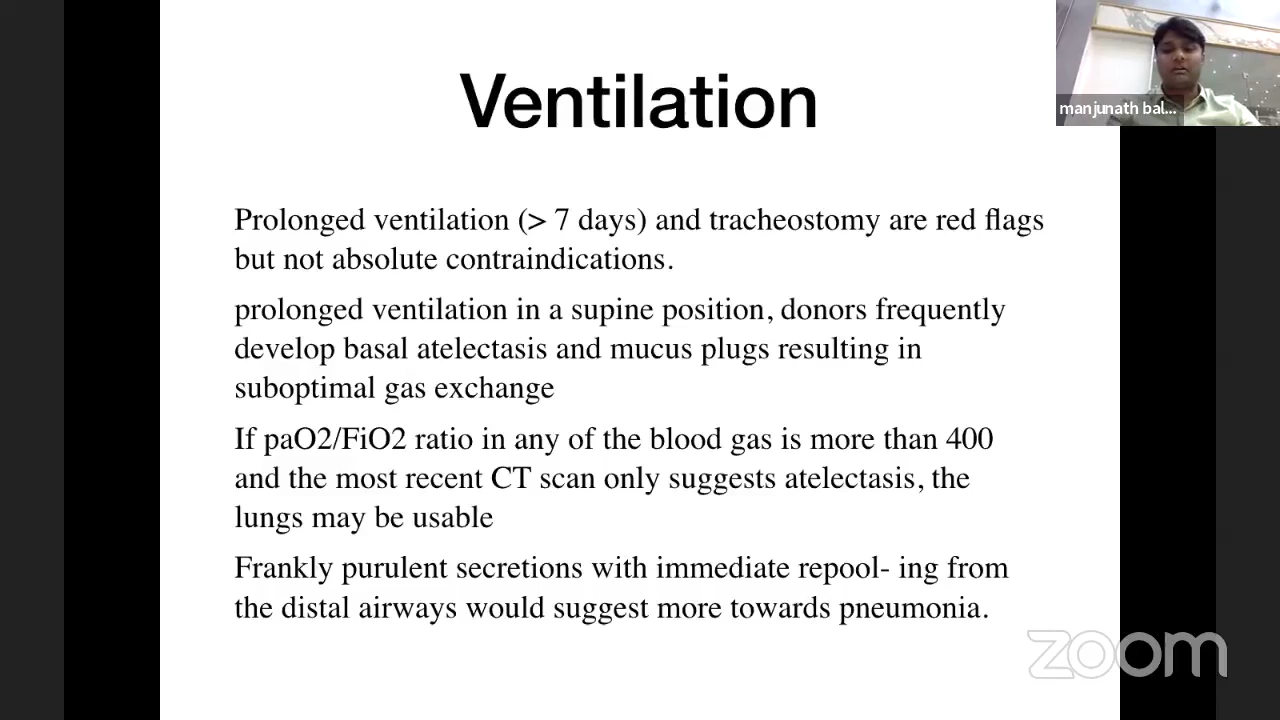 Ventilation
manjunath bal...
Prolonged ventilation (> 7 days) and tracheostomy are red flags
but not absolute contraindications.
prolonged ventilation in a supine position, donors frequently
develop basal atelectasis and mucus plugs resulting in
suboptimal gas exchange
If paO2/FiO2 ratio in any of the blood gas is more than 400
and the most recent CT scan only suggests atelectasis, the
lungs may be usable
Frankly purulent secretions with immediate repool- ing from
the distal airways would suggest more towards pneumonia.
zoom